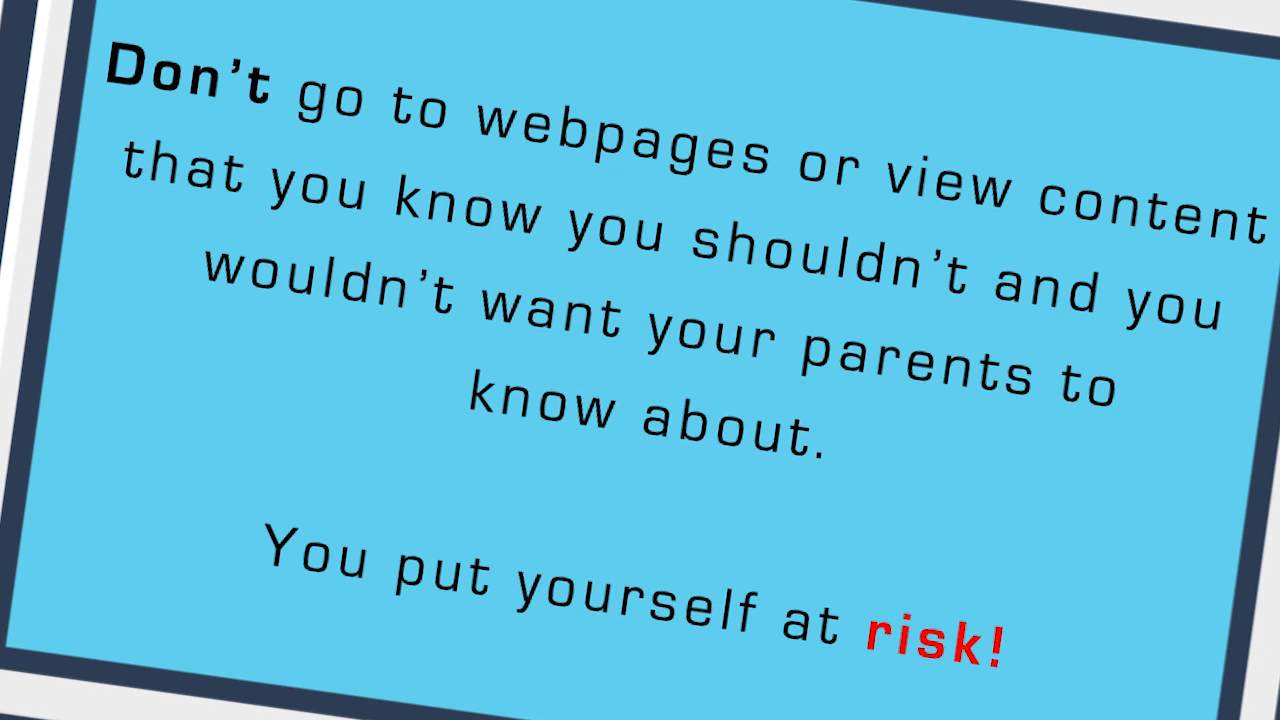 Don’t go to webpages or view content
that you know you shouldn’t and you
wouldn’t want your parents to
know about.
You put yourself at risk!